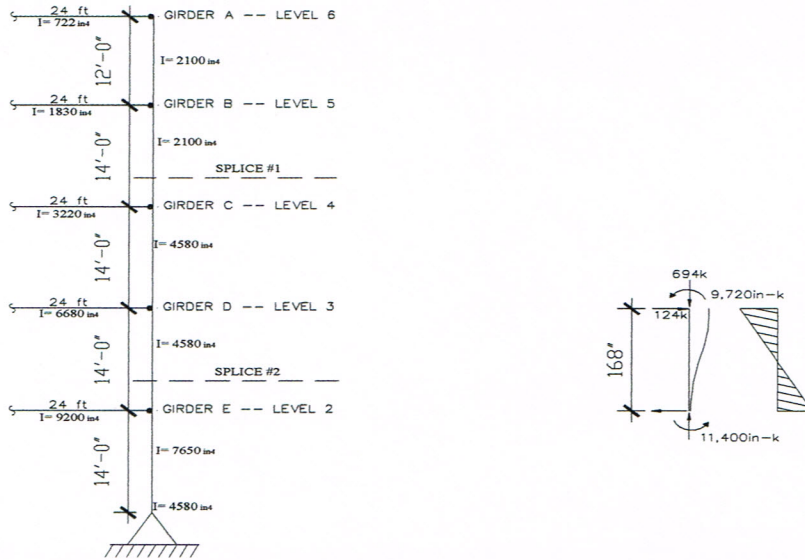 24 ft GIRDER A -- LEVEL 6
I= 722 in4
12'-0"
I= 2100 in4
24 ft GIRDER B -- LEVEL 5
I= 1830 in4
14'-0"
I= 2100 in4
SPLICE #1
24 ft GIRDER C -- LEVEL 4
I= 3220 in4
14'-0"
I= 4580 in4
24 ft GIRDER D -- LEVEL 3
I= 6680 in4
14'-0"
I= 4580 in4
SPLICE #2
24 ft GIRDER E -- LEVEL 2
I= 9200 in4
14'-0"
I= 7650 in4
I= 4580 in4
694k
9,720in-k
124k
168"
11,400in-k